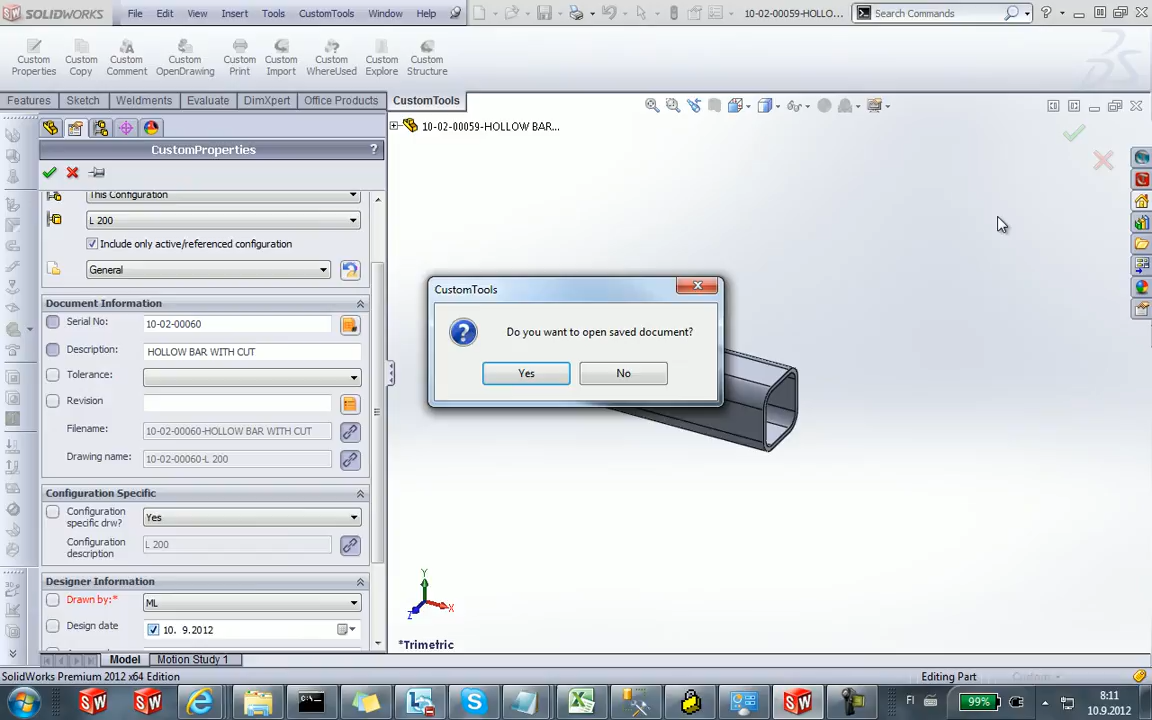 SOLIDWORKS File Edit View Insert Tools CustomTools Window Help 10-02-00059-HOLLO... Search Commands
Custom Properties Custom Copy Custom Comment Custom OpenDrawing Custom Print Custom Import Custom WhereUsed Custom Explore Custom Structure
Features Sketch Weldments Evaluate DimXpert Office Products CustomTools
10-02-00059-HOLLOW BAR...
CustomProperties ?
This Configuration
L 200
Include only active/referenced configuration
General
Document Information
Serial No: 10-02-00060
Description: HOLLOW BAR WITH CUT
Tolerance:
Revision
Filename: 10-02-00060-HOLLOW BAR WITH CUT
Drawing name: 10-02-00060-L 200
Configuration Specific
Configuration specific drw? Yes
Configuration description L 200
Designer Information
Drawn by:* ML
Design date 10. 9.2012
CustomTools
Do you want to open saved document?
Yes No
Y
X
Z
*Trimetric
Model Motion Study 1
SolidWorks Premium 2012 x64 Edition Editing Part Custom
FI 99% 8:11
10.9.2012